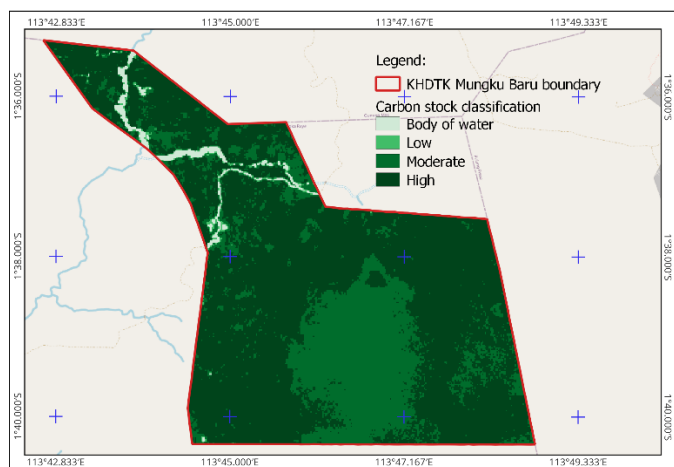 113°42.833′E 113°45.000′E 113°47.167′E 113°49.333′E
1°36.000′S
1°38.000′S
1°40.000′S
Legend:
KHDTK Mungku Baru boundary
Carbon stock classification
Body of water
Low
Moderate
High
1°36.000′S
1°38.000′S
1°40.000′S
113°42.833′E 113°45.000′E 113°47.167′E 113°49.333′E